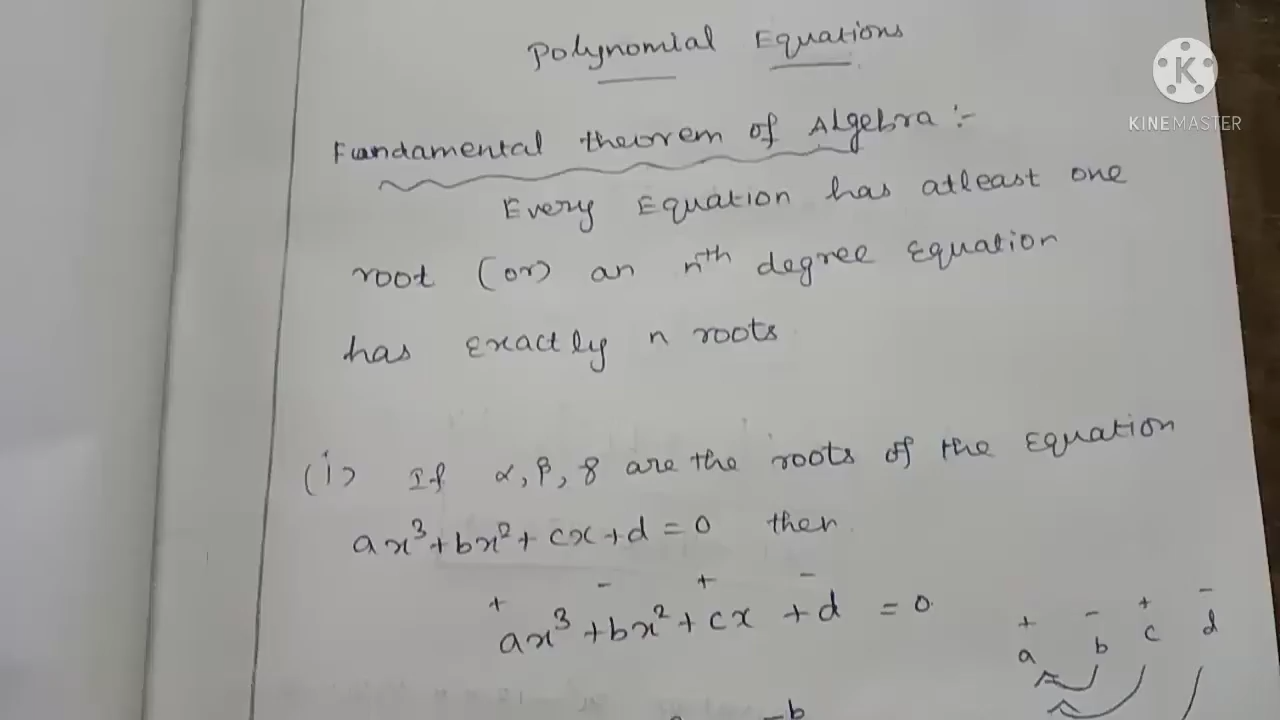 Polynomial Equations
KINEMASTER
Fundamental theorem of Algebra :-
Every Equation has atleast one
root (or) an nth degree Equation
has exactly n roots
(i) If α, β, γ are the roots of the Equation
ax³+bx²+cx+d=0 then
+ - + -
ax³+bx²+cx+d = 0
+ - + -
a b c d
-b